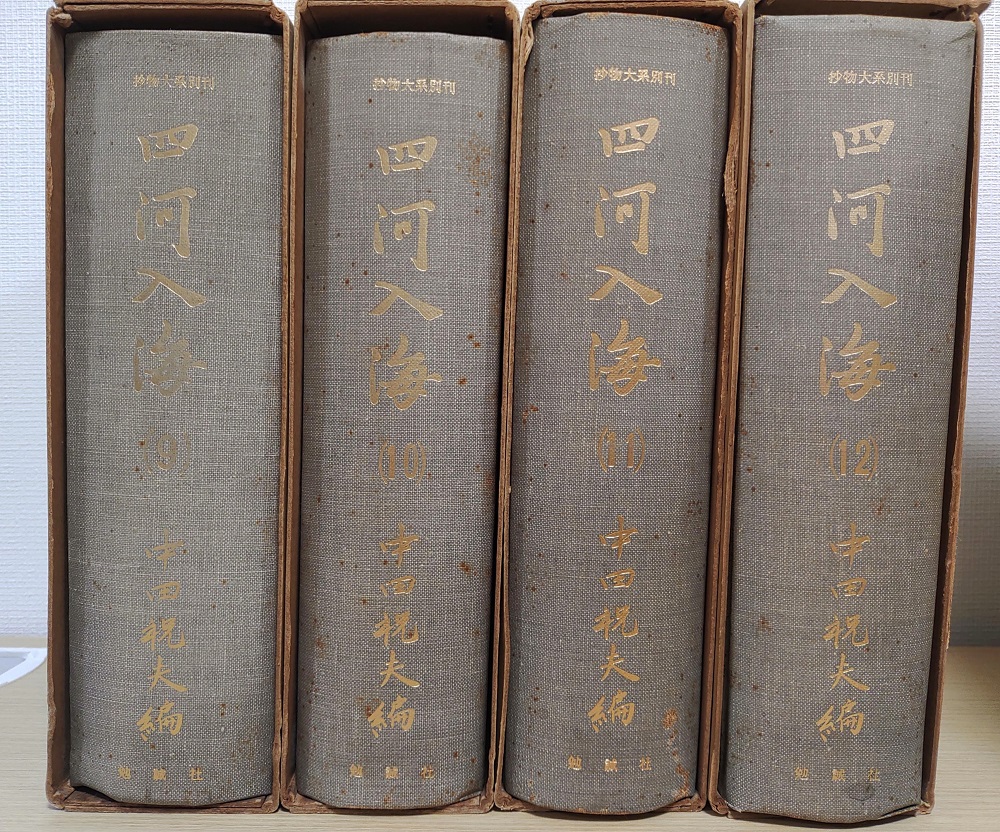 抄物大系別刊
四河入海
(9)
中田祝夫編
勉誠社
抄物大系別刊
四河入海
(10)
中田祝夫編
勉誠社
抄物大系別刊
四河入海
(11)
中田祝夫編
勉誠社
抄物大系別刊
四河入海
(12)
中田祝夫編
勉誠社